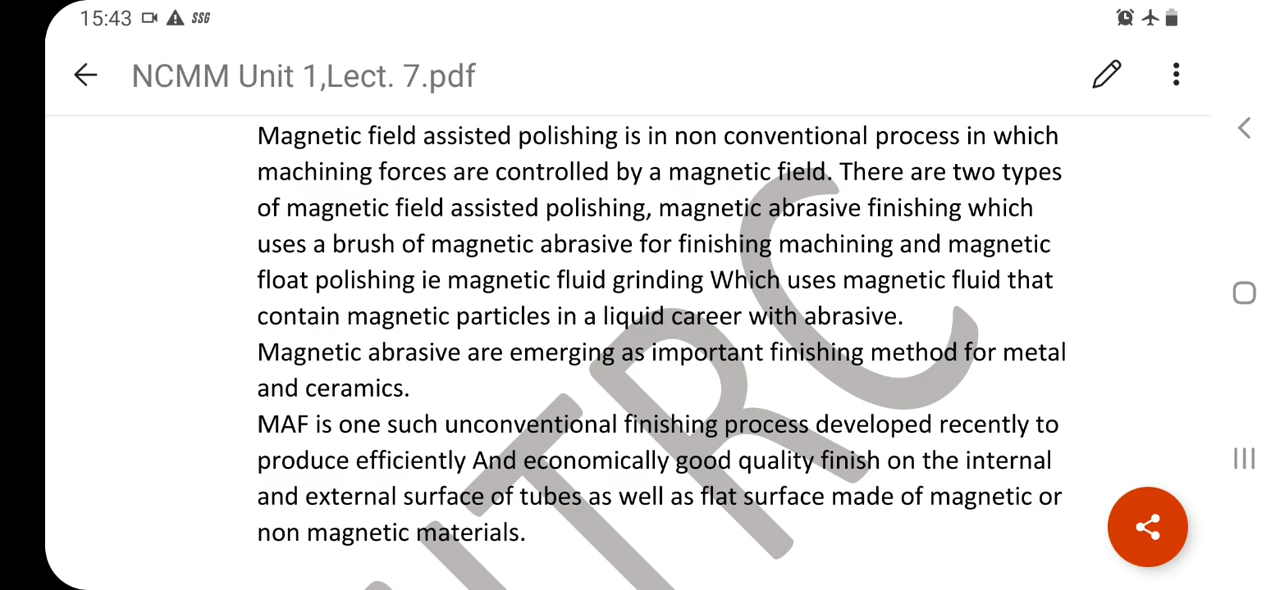 15:43 SSG
NCMM Unit 1,Lect. 7.pdf
Magnetic field assisted polishing is in non conventional process in which
machining forces are controlled by a magnetic field. There are two types
of magnetic field assisted polishing, magnetic abrasive finishing which
uses a brush of magnetic abrasive for finishing machining and magnetic
float polishing ie magnetic fluid grinding Which uses magnetic fluid that
contain magnetic particles in a liquid career with abrasive.
Magnetic abrasive are emerging as important finishing method for metal
and ceramics.
MAF is one such unconventional finishing process developed recently to
produce efficiently And economically good quality finish on the internal
and external surface of tubes as well as flat surface made of magnetic or
non magnetic materials.
ITRC